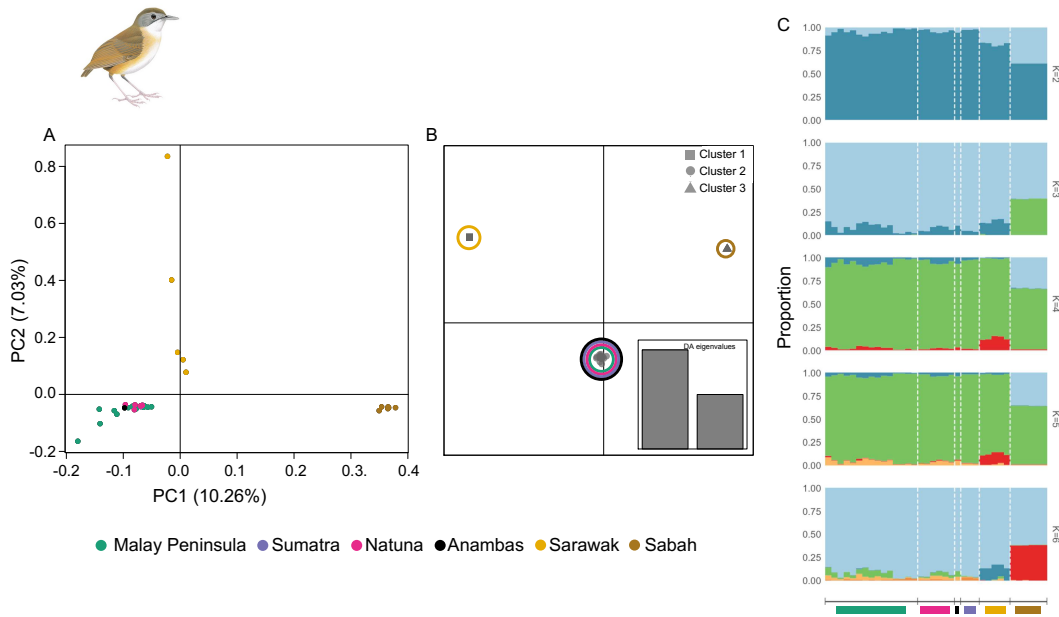 A
0.8
0.6
0.4
0.2
0.0
-0.2
-0.2
-0.1
0.0
0.1
0.2
0.3
0.4
PC2 (7.03%)
PC1 (10.26%)
B
Cluster 1
Cluster 2
Cluster 3
DA eigenvalues
Malay Peninsula
Sumatra
Natuna
Anambas
Sarawak
Sabah
C
Proportion
1.00
0.75
0.50
0.25
0.00
K=2
1.00
0.75
0.50
0.25
0.00
K=3
1.00
0.75
0.50
0.25
0.00
K=4
1.00
0.75
0.50
0.25
0.00
K=5
1.00
0.75
0.50
0.25
0.00
K=6